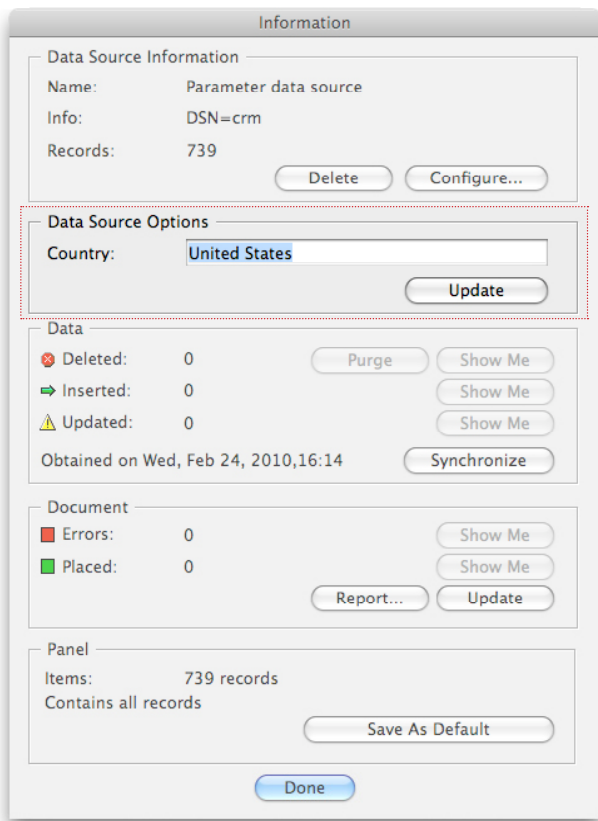 Information
Data Source Information
Name: Parameter data source
Info: DSN=crm
Records: 739
Delete Configure...
Data Source Options
Country: United States
Update
Data
Deleted: 0 Purge Show Me
Inserted: 0 Show Me
Updated: 0 Show Me
Obtained on Wed, Feb 24, 2010,16:14 Synchronize
Document
Errors: 0 Show Me
Placed: 0 Show Me
Report... Update
Panel
Items: 739 records
Contains all records
Save As Default
Done